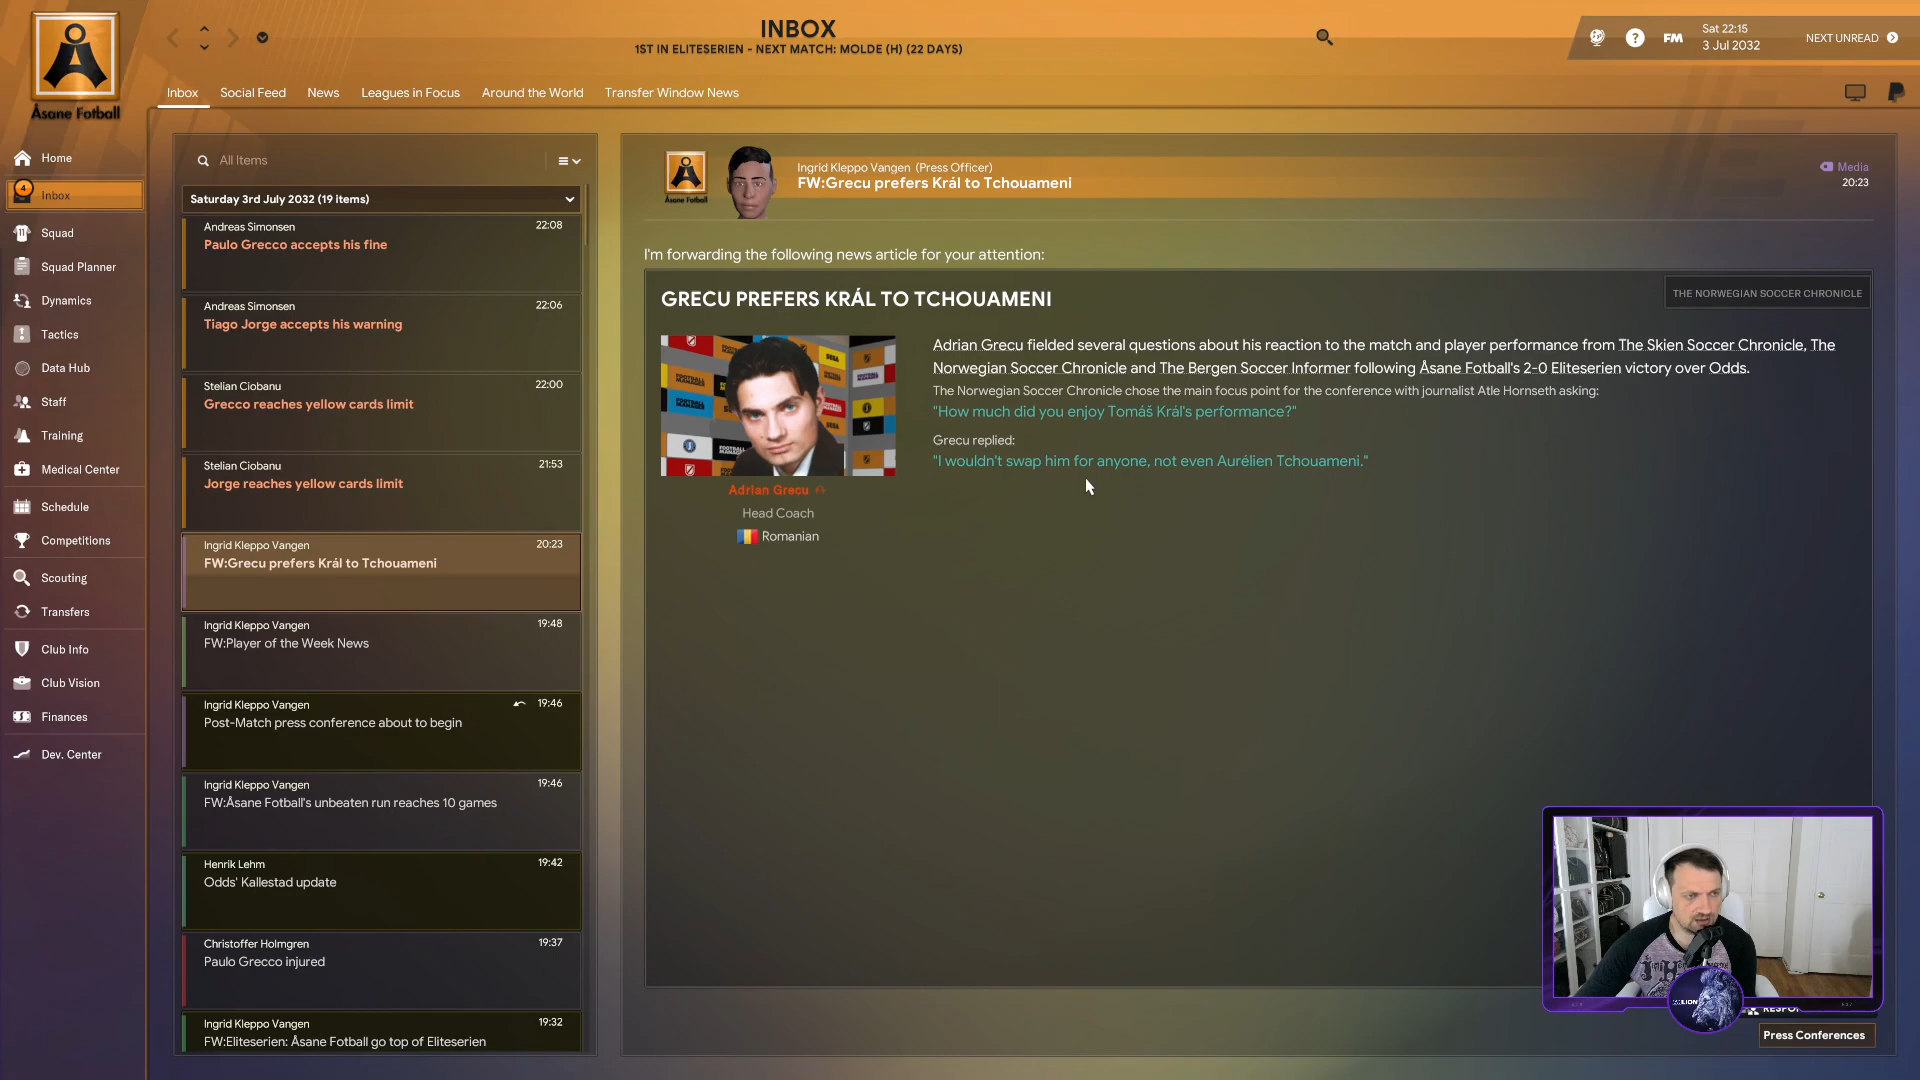 INBOX
1ST IN ELITESERIEN - NEXT MATCH: MOLDE (H) (22 DAYS)
FM
Sat 22:15
3 Jul 2032
NEXT UNREAD
Åsane Fotball
Inbox
Social Feed
News
Leagues in Focus
Around the World
Transfer Window News
Home
4
Inbox
Squad
Squad Planner
Dynamics
Tactics
Data Hub
Staff
Training
Medical Center
Schedule
Competitions
Scouting
Transfers
Club Info
Club Vision
Finances
Dev. Center
All Items
Saturday 3rd July 2032 (19 items)
Andreas Simonsen 22:08
Paulo Grecco accepts his fine
Andreas Simonsen 22:06
Tiago Jorge accepts his warning
Stelian Ciobanu 22:00
Grecco reaches yellow cards limit
Stelian Ciobanu 21:53
Jorge reaches yellow cards limit
Ingrid Kleppo Vangen 20:23
FW:Grecu prefers Král to Tchouameni
Ingrid Kleppo Vangen 19:48
FW:Player of the Week News
Ingrid Kleppo Vangen 19:46
Post-Match press conference about to begin
Ingrid Kleppo Vangen 19:46
FW:Åsane Fotball's unbeaten run reaches 10 games
Henrik Lehm 19:42
Odds' Kallestad update
Christoffer Holmgren 19:37
Paulo Grecco injured
Ingrid Kleppo Vangen 19:32
FW:Eliteserien: Åsane Fotball go top of Eliteserien
Åsane Fotball
Ingrid Kleppo Vangen (Press Officer)
FW:Grecu prefers Král to Tchouameni
Media
20:23
I'm forwarding the following news article for your attention:
GRECU PREFERS KRÁL TO TCHOUAMENI
THE NORWEGIAN SOCCER CHRONICLE
Adrian Grecu fielded several questions about his reaction to the match and player performance from The Skien Soccer Chronicle, The
Norwegian Soccer Chronicle and The Bergen Soccer Informer following Åsane Fotball's 2-0 Eliteserien victory over Odds.
The Norwegian Soccer Chronicle chose the main focus point for the conference with journalist Atle Hornseth asking:
"How much did you enjoy Tomáš Král's performance?"
Grecu replied:
"I wouldn't swap him for anyone, not even Aurélien Tchouameni."
Adrian Grecu
Head Coach
Romanian
Press Conferences